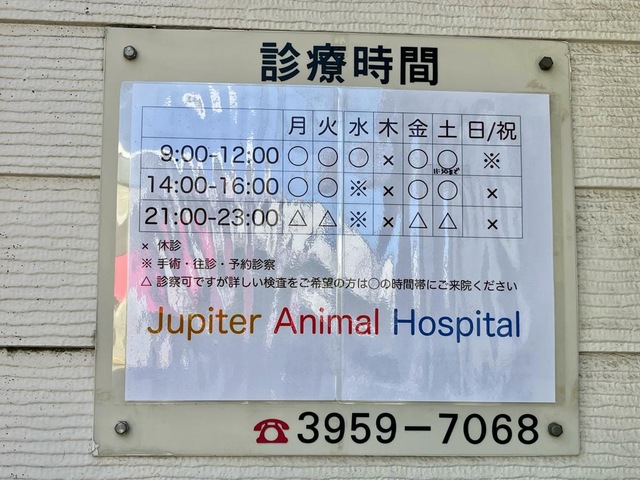 診療時間
月 火 水 木 金 土 日/祝
9:00-12:00 ○ ○ ○ × ○ ○ ※
14:00-16:00 ○ ○ ※ × ○ ○ ×
21:00-23:00 △ △ ※ × △ △ ×
× 休診
※ 手術・往診・予約診察
△ 診察可ですが詳しい検査をご希望の方は○の時間帯にご来院ください
Jupiter Animal Hospital
☎3959-7068